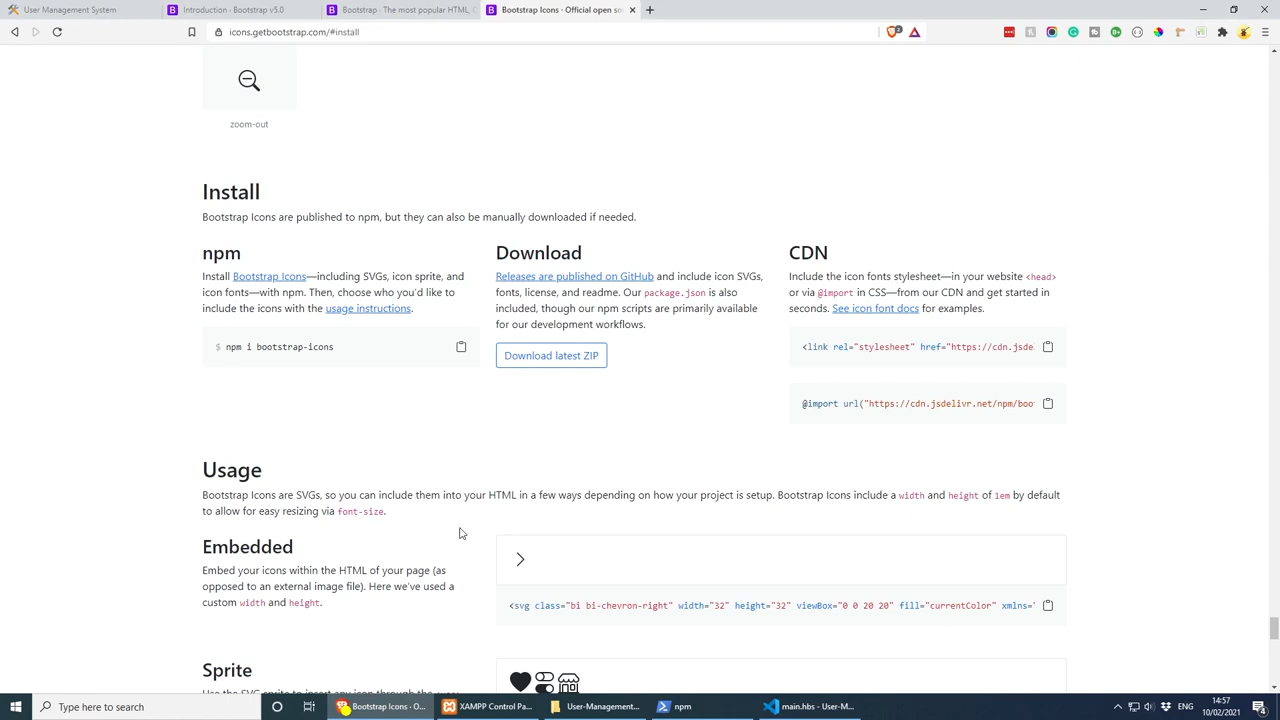 User Management System
Introduction · Bootstrap v5.0
Bootstrap · The most popular HTML, C
Bootstrap Icons · Official open so
icons.getbootstrap.com/#install
zoom-out
Install
Bootstrap Icons are published to npm, but they can also be manually downloaded if needed.
npm
Install Bootstrap Icons—including SVGs, icon sprite, and
icon fonts—with npm. Then, choose who you'd like to
include the icons with the usage instructions.
$ npm i bootstrap-icons
Download
Releases are published on GitHub and include icon SVGs,
fonts, license, and readme. Our package.json is also
included, though our npm scripts are primarily available
for our development workflows.
Download latest ZIP
CDN
Include the icon fonts stylesheet—in your website <head>
or via @import in CSS—from our CDN and get started in
seconds. See icon font docs for examples.
<link rel="stylesheet" href="https://cdn.jsde
@import url("https://cdn.jsdelivr.net/npm/boo
Usage
Bootstrap Icons are SVGs, so you can include them into your HTML in a few ways depending on how your project is setup. Bootstrap Icons include a width and height of 1em by default
to allow for easy resizing via font-size.
Embedded
Embed your icons within the HTML of your page (as
opposed to an external image file). Here we've used a
custom width and height.
<svg class="bi bi-chevron-right" width="32" height="32" viewBox="0 0 20 20" fill="currentColor" xmlns="
Sprite
Use the SVG sprite to insert any icon through the
Type here to search
Bootstrap Icons · O...
XAMPP Control Pa...
User-Management...
npm
main.hbs - User-M...
ENG
14:57
10/02/2021